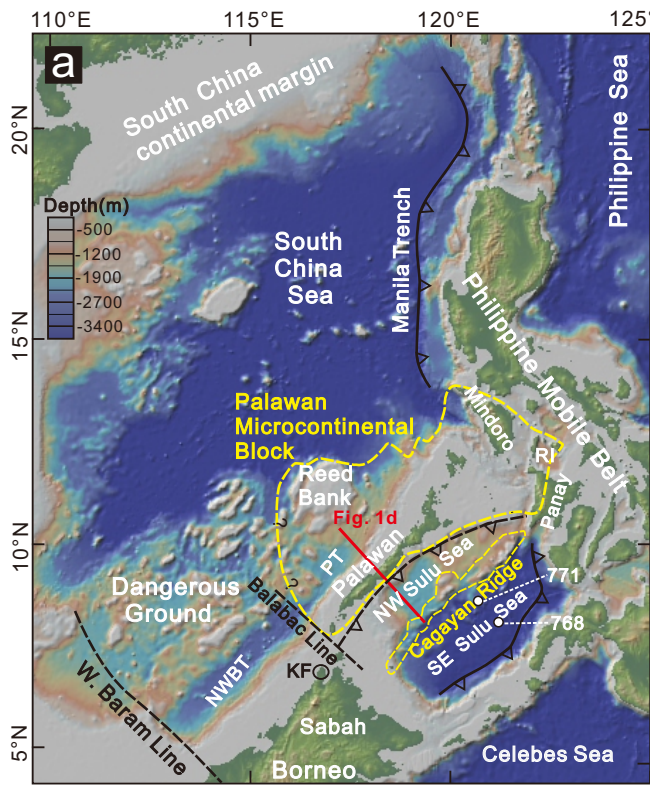 110°E
115°E
120°E
125°
a
South China
continental margin
Philippine Sea
20°N
Depth(m)
-500
-1200
-1900
-2700
-3400
South
China
Sea
Manila Trench
15°N
Philippine Mobile Belt
Palawan
Microcontinental
Block
Mindoro
RI
Reed
Bank
Panay
Fig. 1d
?
10°N
PT
Palawan
NW Sulu Sea
Cagayan Ridge
771
Dangerous
Ground
?
Balabac Line
SE Sulu Sea
768
NWBT
KF
W. Baram Line
Sabah
5°N
Celebes Sea
Borneo